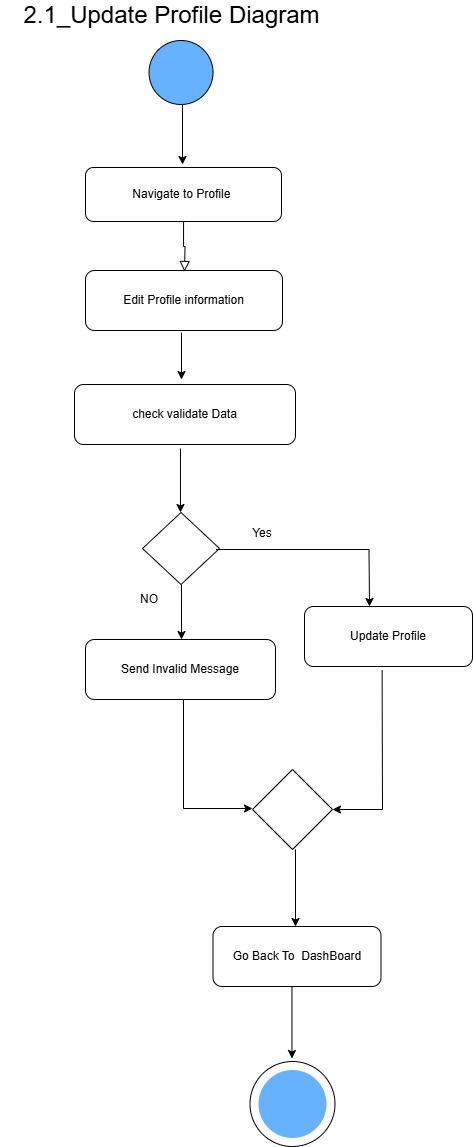 2.1_Update Profile Diagram
Navigate to Profile
Edit Profile information
check validate Data
Yes
NO
Update Profile
Send Invalid Message
Go Back To  DashBoard